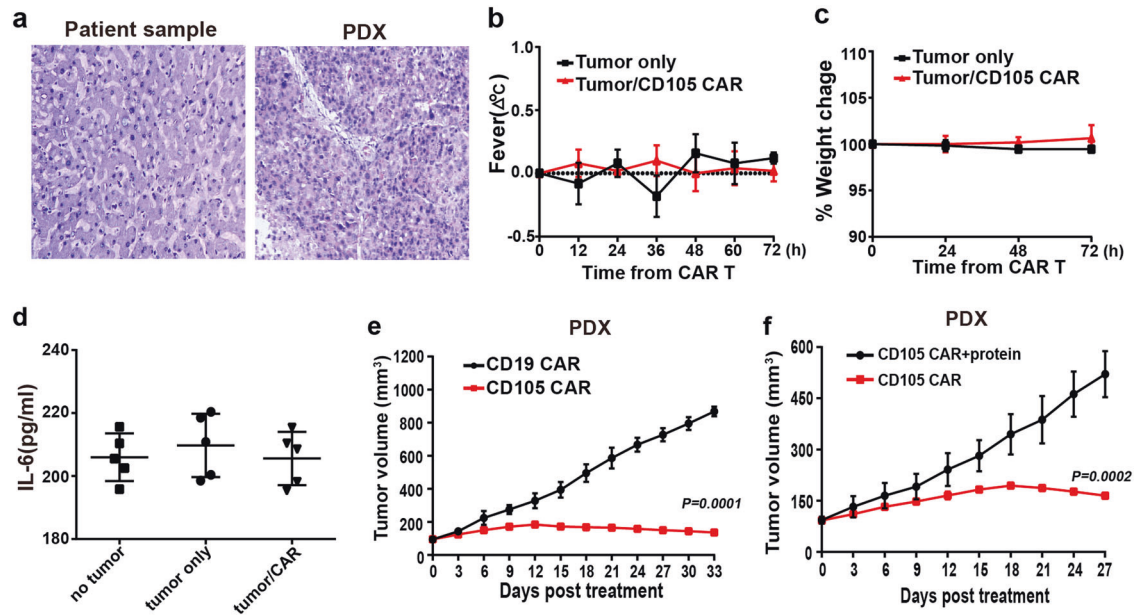 a
Patient sample
PDX
b
1.0
0.5
0.0
-0.5
Fever(Δ°C)
Tumor only
Tumor/CD105 CAR
0 12 24 36 48 60 72 (h)
Time from CAR T
c
110
105
100
95
90
% Weight chage
Tumor only
Tumor/CD105 CAR
0 24 48 72 (h)
Time from CAR T
d
240
220
200
180
IL-6(pg/ml)
no tumor
tumor only
tumor/CAR
e
PDX
1200
1000
800
600
400
200
0
Tumor volume (mm³)
CD19 CAR
CD105 CAR
P=0.0001
0 3 6 9 12 15 18 21 24 27 30 33
Days post treatment
f
PDX
600
450
300
150
0
Tumor volume (mm³)
CD105 CAR+protein
CD105 CAR
P=0.0002
0 3 6 9 12 15 18 21 24 27
Days post treatment